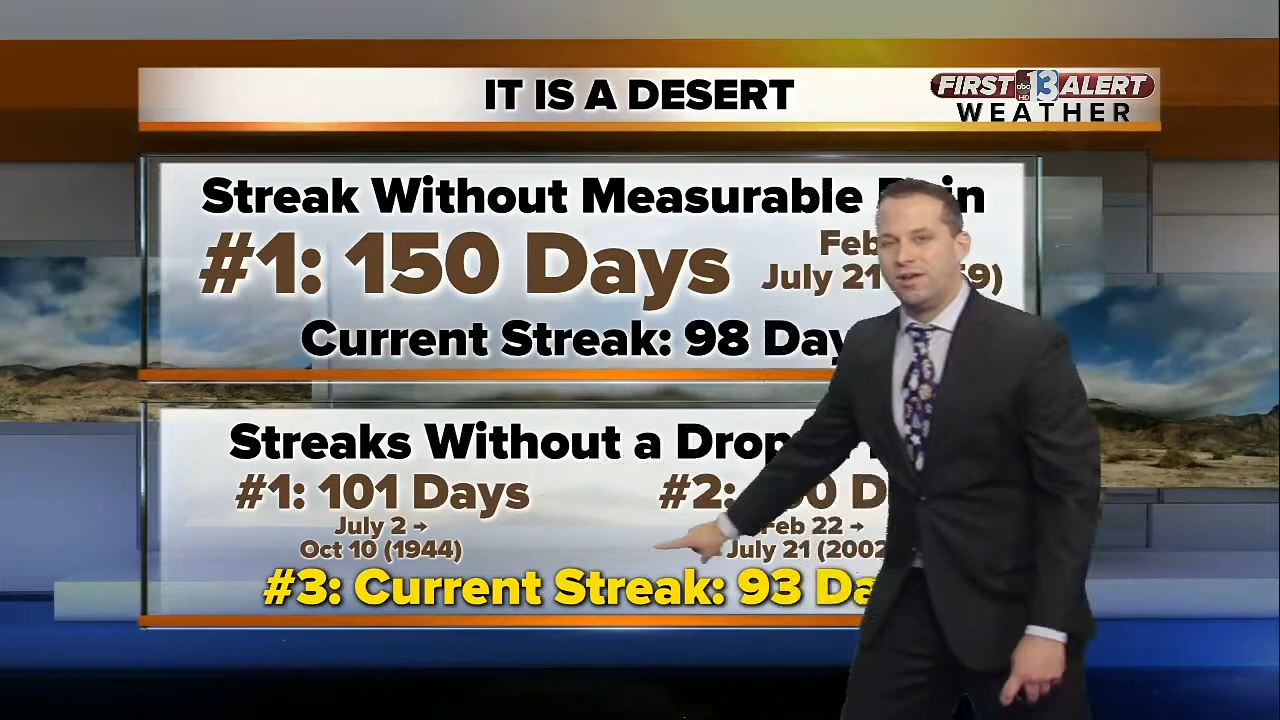 IT IS A DESERT
FIRST abc 13 HD ALERT
WEATHER
Streak Without Measurable
#1: 150 Days
Feb
July 21
Current Streak: 98
Streaks Without a Drop
#1: 101 Days
July 2 →
Oct 10 (1944)
#2:
Feb 22 →
July 21 (2002
#3: Current Streak: 93